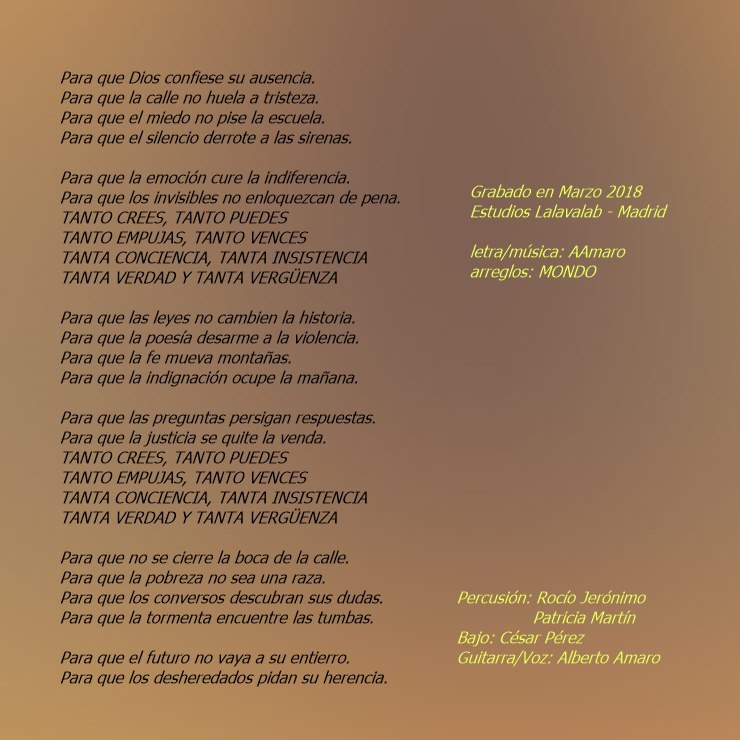 Para que Dios confiese su ausencia.
Para que la calle no huela a tristeza.
Para que el miedo no pise la escuela.
Para que el silencio derrote a las sirenas.
Para que la emoción cure la indiferencia.
Para que los invisibles no enloquezcan de pena.
TANTO CREES, TANTO PUEDES
TANTO EMPUJAS, TANTO VENCES
TANTA CONCIENCIA, TANTA INSISTENCIA
TANTA VERDAD Y TANTA VERGÜENZA
Para que las leyes no cambien la historia.
Para que la poesía desarme a la violencia.
Para que la fe mueva montañas.
Para que la indignación ocupe la mañana.
Para que las preguntas persigan respuestas.
Para que la justicia se quite la venda.
TANTO CREES, TANTO PUEDES
TANTO EMPUJAS, TANTO VENCES
TANTA CONCIENCIA, TANTA INSISTENCIA
TANTA VERDAD Y TANTA VERGÜENZA
Para que no se cierre la boca de la calle.
Para que la pobreza no sea una raza.
Para que los conversos descubran sus dudas.
Para que la tormenta encuentre las tumbas.
Para que el futuro no vaya a su entierro.
Para que los desheredados pidan su herencia.
Grabado en Marzo 2018
Estudios Lalavalab - Madrid
letra/música: AAmaro
arreglos: MONDO
Percusión: Rocío Jerónimo
Patricia Martín
Bajo: César Pérez
Guitarra/Voz: Alberto Amaro